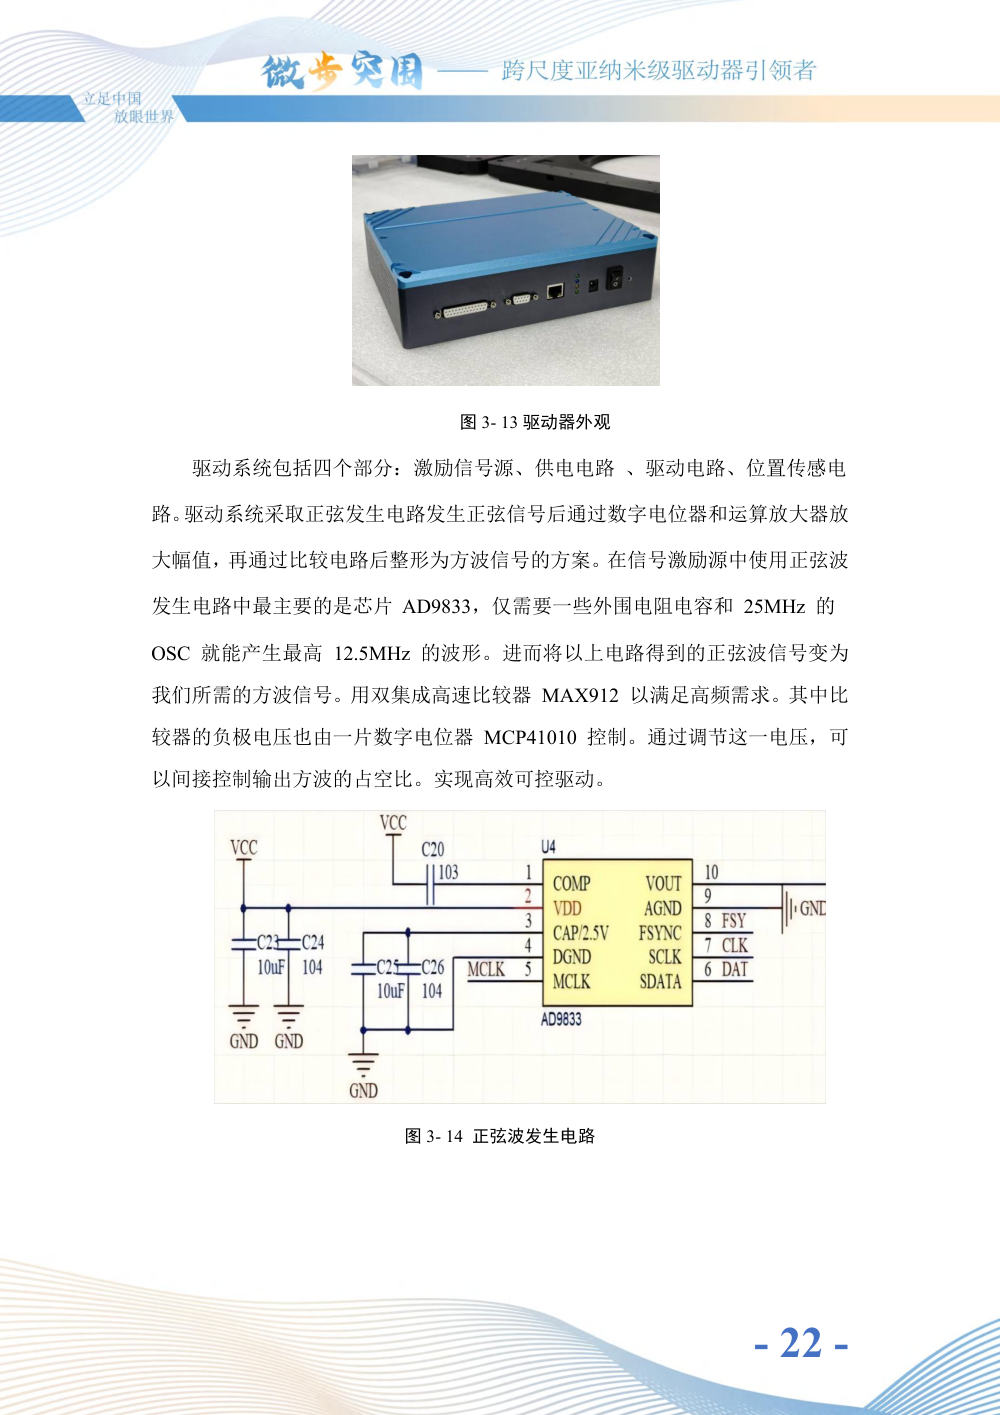 微步突围 —— 跨尺度亚纳米级驱动器引领者
立足中国
放眼世界
图 3- 13 驱动器外观
驱动系统包括四个部分：激励信号源、供电电路 、驱动电路、位置传感电
路。驱动系统采取正弦发生电路发生正弦信号后通过数字电位器和运算放大器放
大幅值，再通过比较电路后整形为方波信号的方案。在信号激励源中使用正弦波
发生电路中最主要的是芯片 AD9833，仅需要一些外围电阻电容和 25MHz 的
OSC 就能产生最高 12.5MHz 的波形。进而将以上电路得到的正弦波信号变为
我们所需的方波信号。用双集成高速比较器 MAX912 以满足高频需求。其中比
较器的负极电压也由一片数字电位器 MCP41010 控制。通过调节这一电压，可
以间接控制输出方波的占空比。实现高效可控驱动。
VCC
VCC
C20
103
U4
1 COMP VOUT 10
2 VDD AGND 9
GND
3 CAP/2.5V FSYNC 8 FSY
4 DGND SCLK 7 CLK
MCLK 5 MCLK SDATA 6 DAT
C23 C24
10uF 104
C25 C26
10uF 104
AD9833
GND GND
GND
图 3- 14 正弦波发生电路
- 22 -